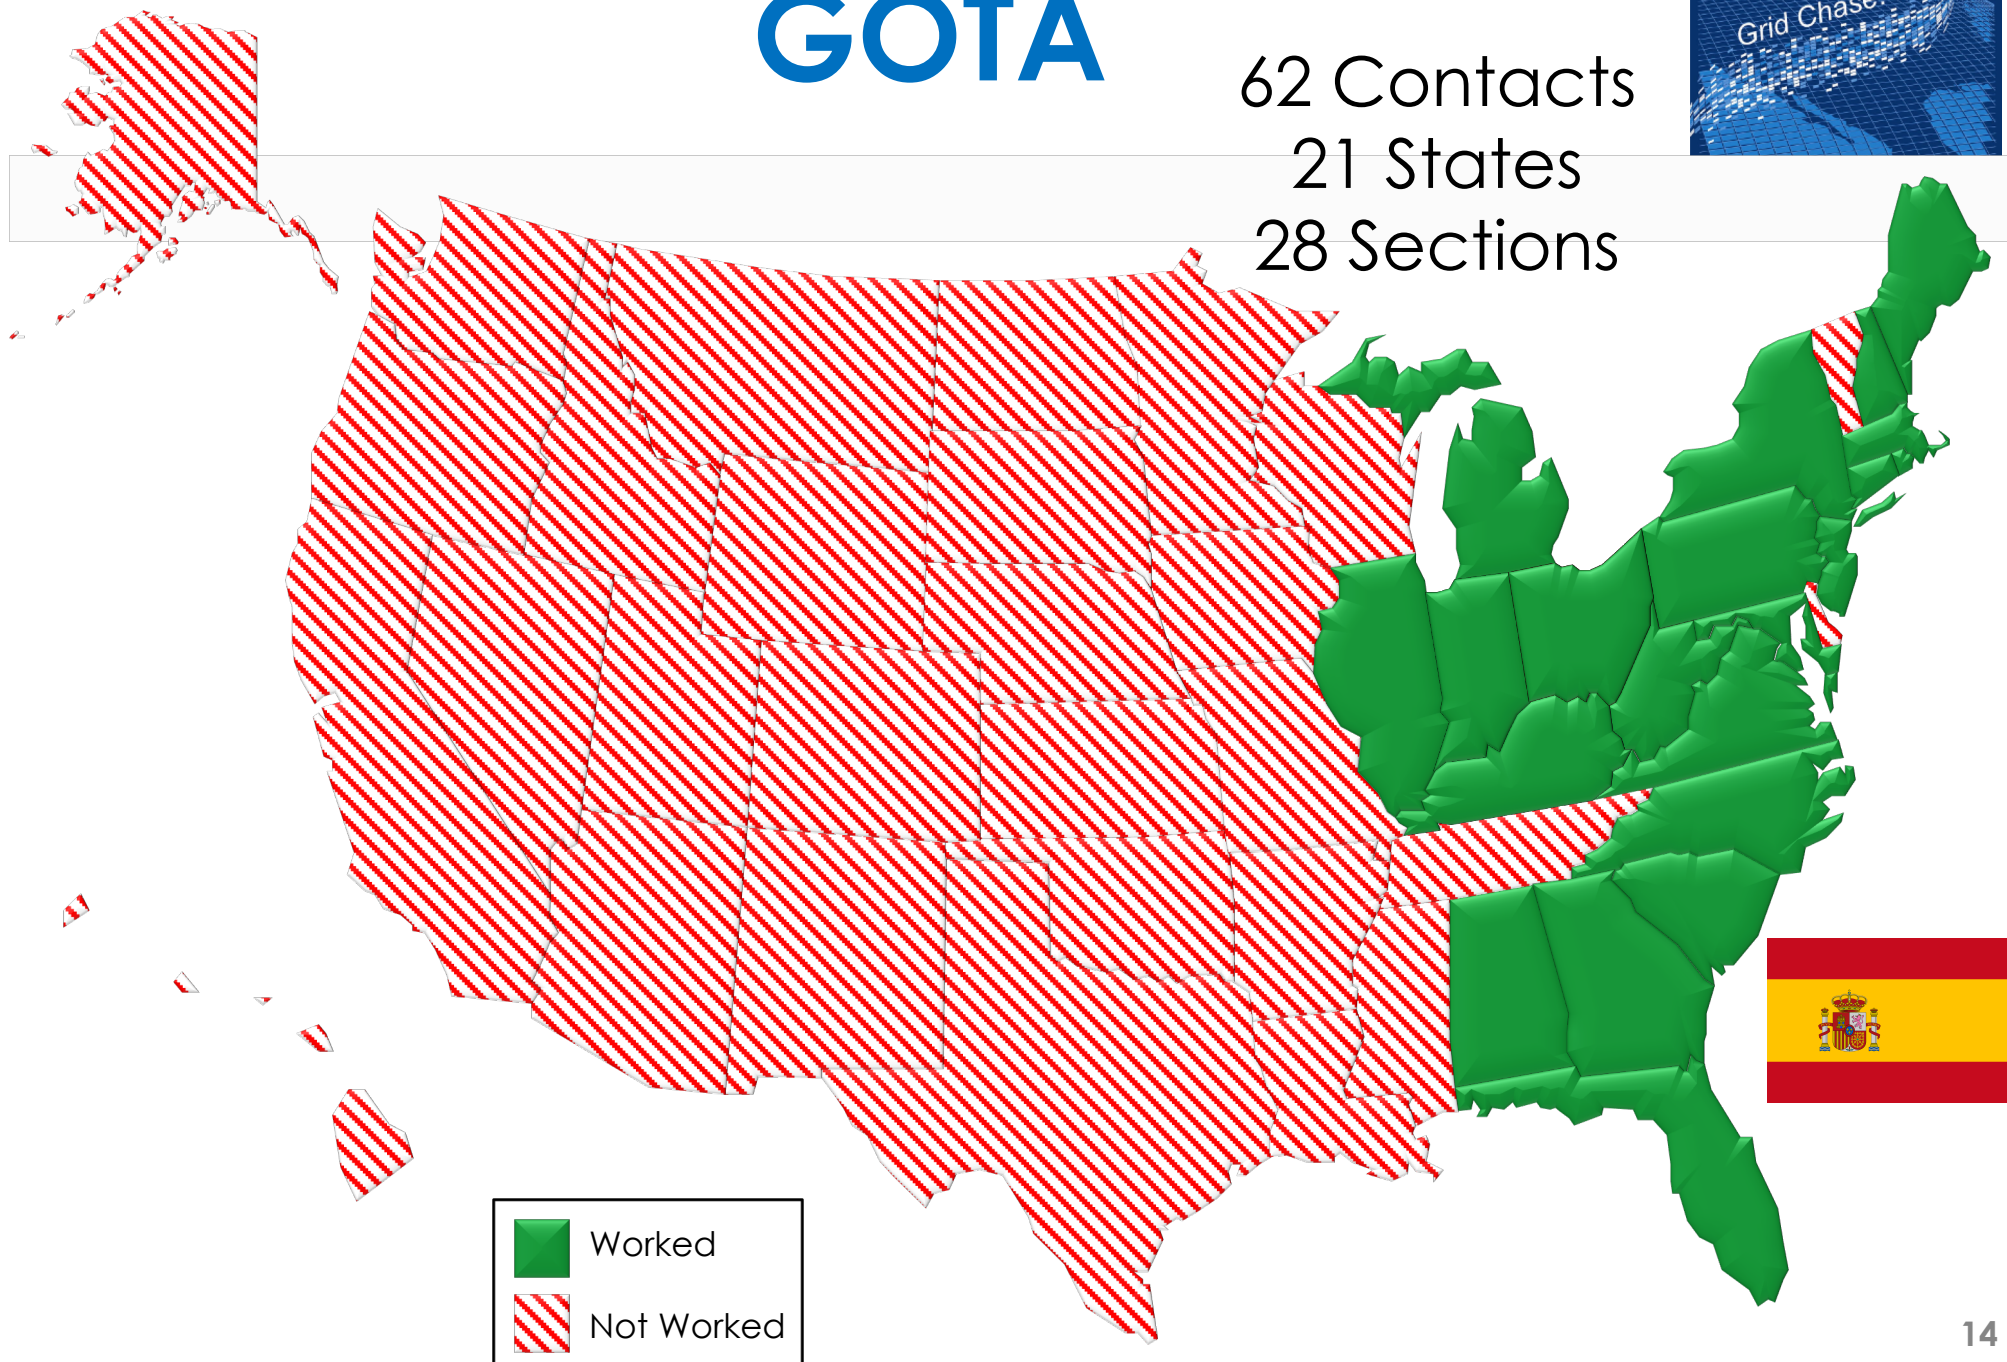 GOTA
62 Contacts
21 States
28 Sections
Grid Chase
Worked
Not Worked
14